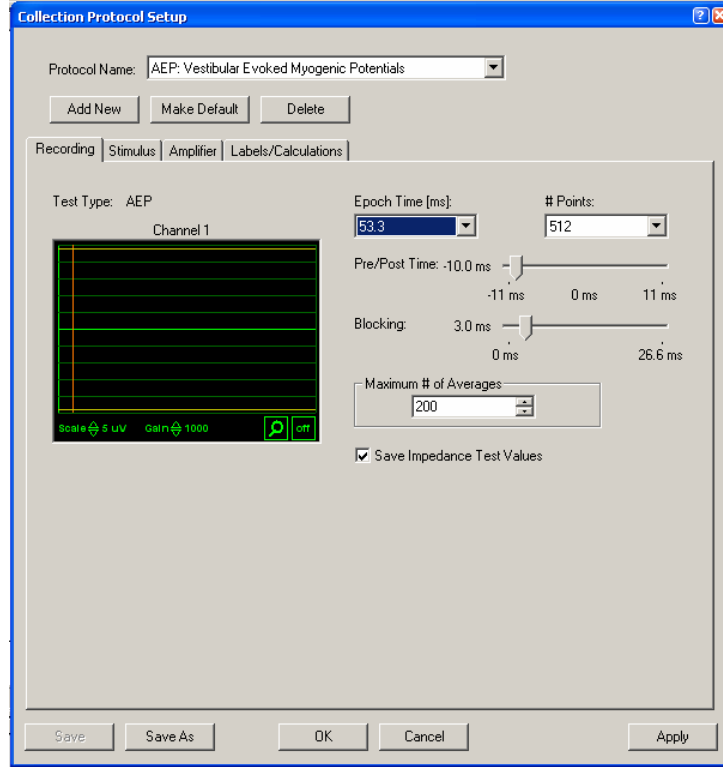 Collection Protocol Setup
Protocol Name: AEP: Vestibular Evoked Myogenic Potentials
Add New Make Default Delete
Recording Stimulus Amplifier Labels/Calculations
Test Type: AEP
Channel 1
Scale 5 uV Gain 1000 off
Epoch Time [ms]: # Points:
53.3 512
Pre/Post Time: -10.0 ms
-11 ms 0 ms 11 ms
Blocking: 3.0 ms
0 ms 26.6 ms
Maximum # of Averages
200
Save Impedance Test Values
Save Save As OK Cancel Apply